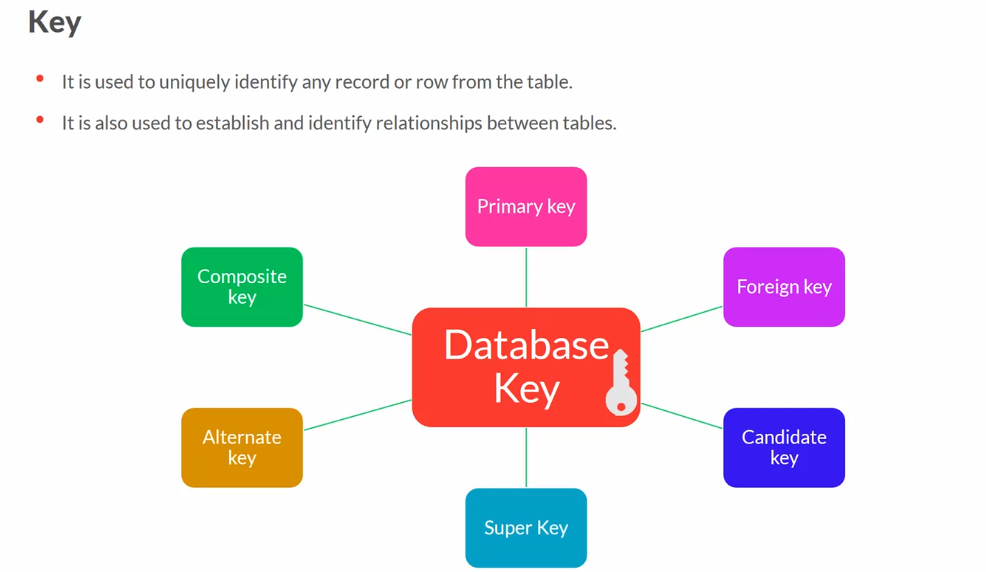 Key
It is used to uniquely identify any record or row from the table.
It is also used to establish and identify relationships between tables.
Primary key
Composite
key
Foreign key
Database
Key
Alternate
key
Candidate
key
Super Key